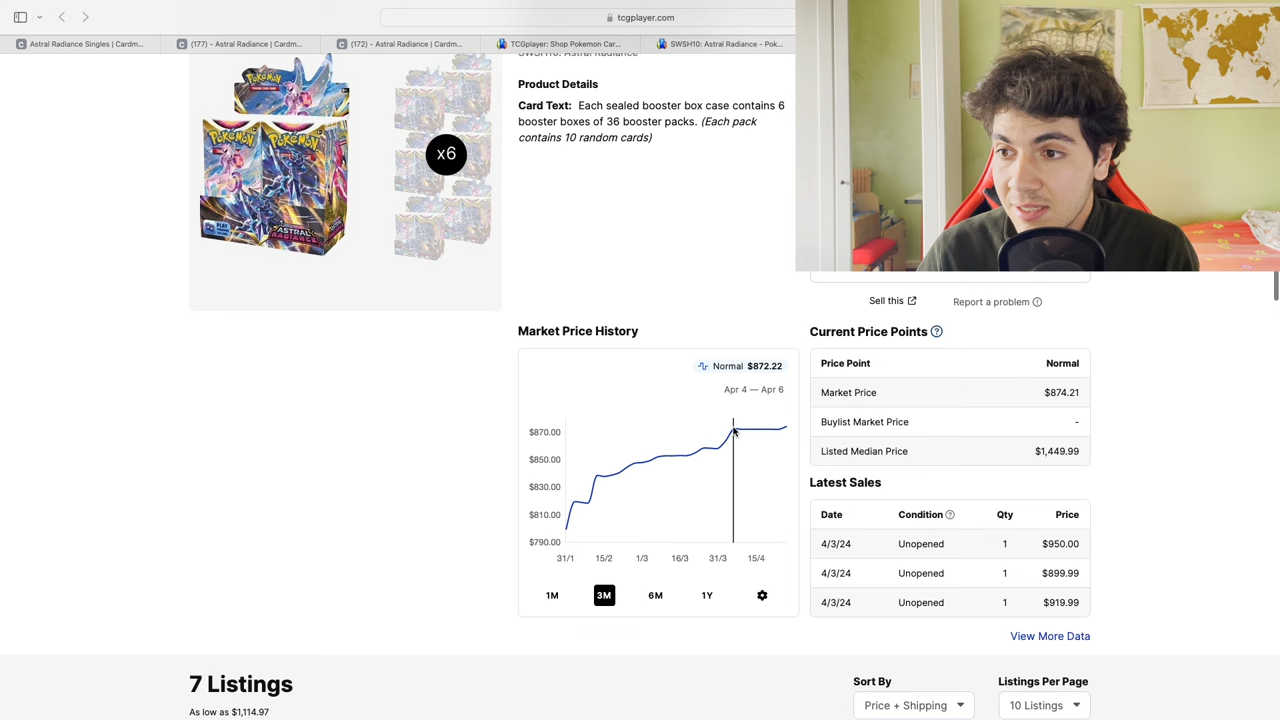 tcgplayer.com
Astral Radiance Singles | Cardm...
(177) - Astral Radiance | Cardm...
(172) - Astral Radiance | Cardm...
TCGplayer: Shop Pokemon Car...
SWSH10: Astral Radiance - Pok...
SWSH10: Astral Radiance
Product Details
Card Text: Each sealed booster box case contains 6
booster boxes of 36 booster packs. (Each pack
contains 10 random cards)
POKÉMON
POKÉMON
POKÉMON
ASTRAL
RADIANCE
x6
Sell this
Report a problem
Market Price History
Normal $872.22
Apr 4 — Apr 6
$870.00
$850.00
$830.00
$810.00
$790.00
31/1 15/2 1/3 16/3 31/3 15/4
1M 3M 6M 1Y
Current Price Points
Price Point Normal
Market Price $874.21
Buylist Market Price -
Listed Median Price $1,449.99
Latest Sales
Date Condition Qty Price
4/3/24 Unopened 1 $950.00
4/3/24 Unopened 1 $899.99
4/3/24 Unopened 1 $919.99
View More Data
7 Listings
As low as $1,114.97
Sort By
Price + Shipping
Listings Per Page
10 Listings